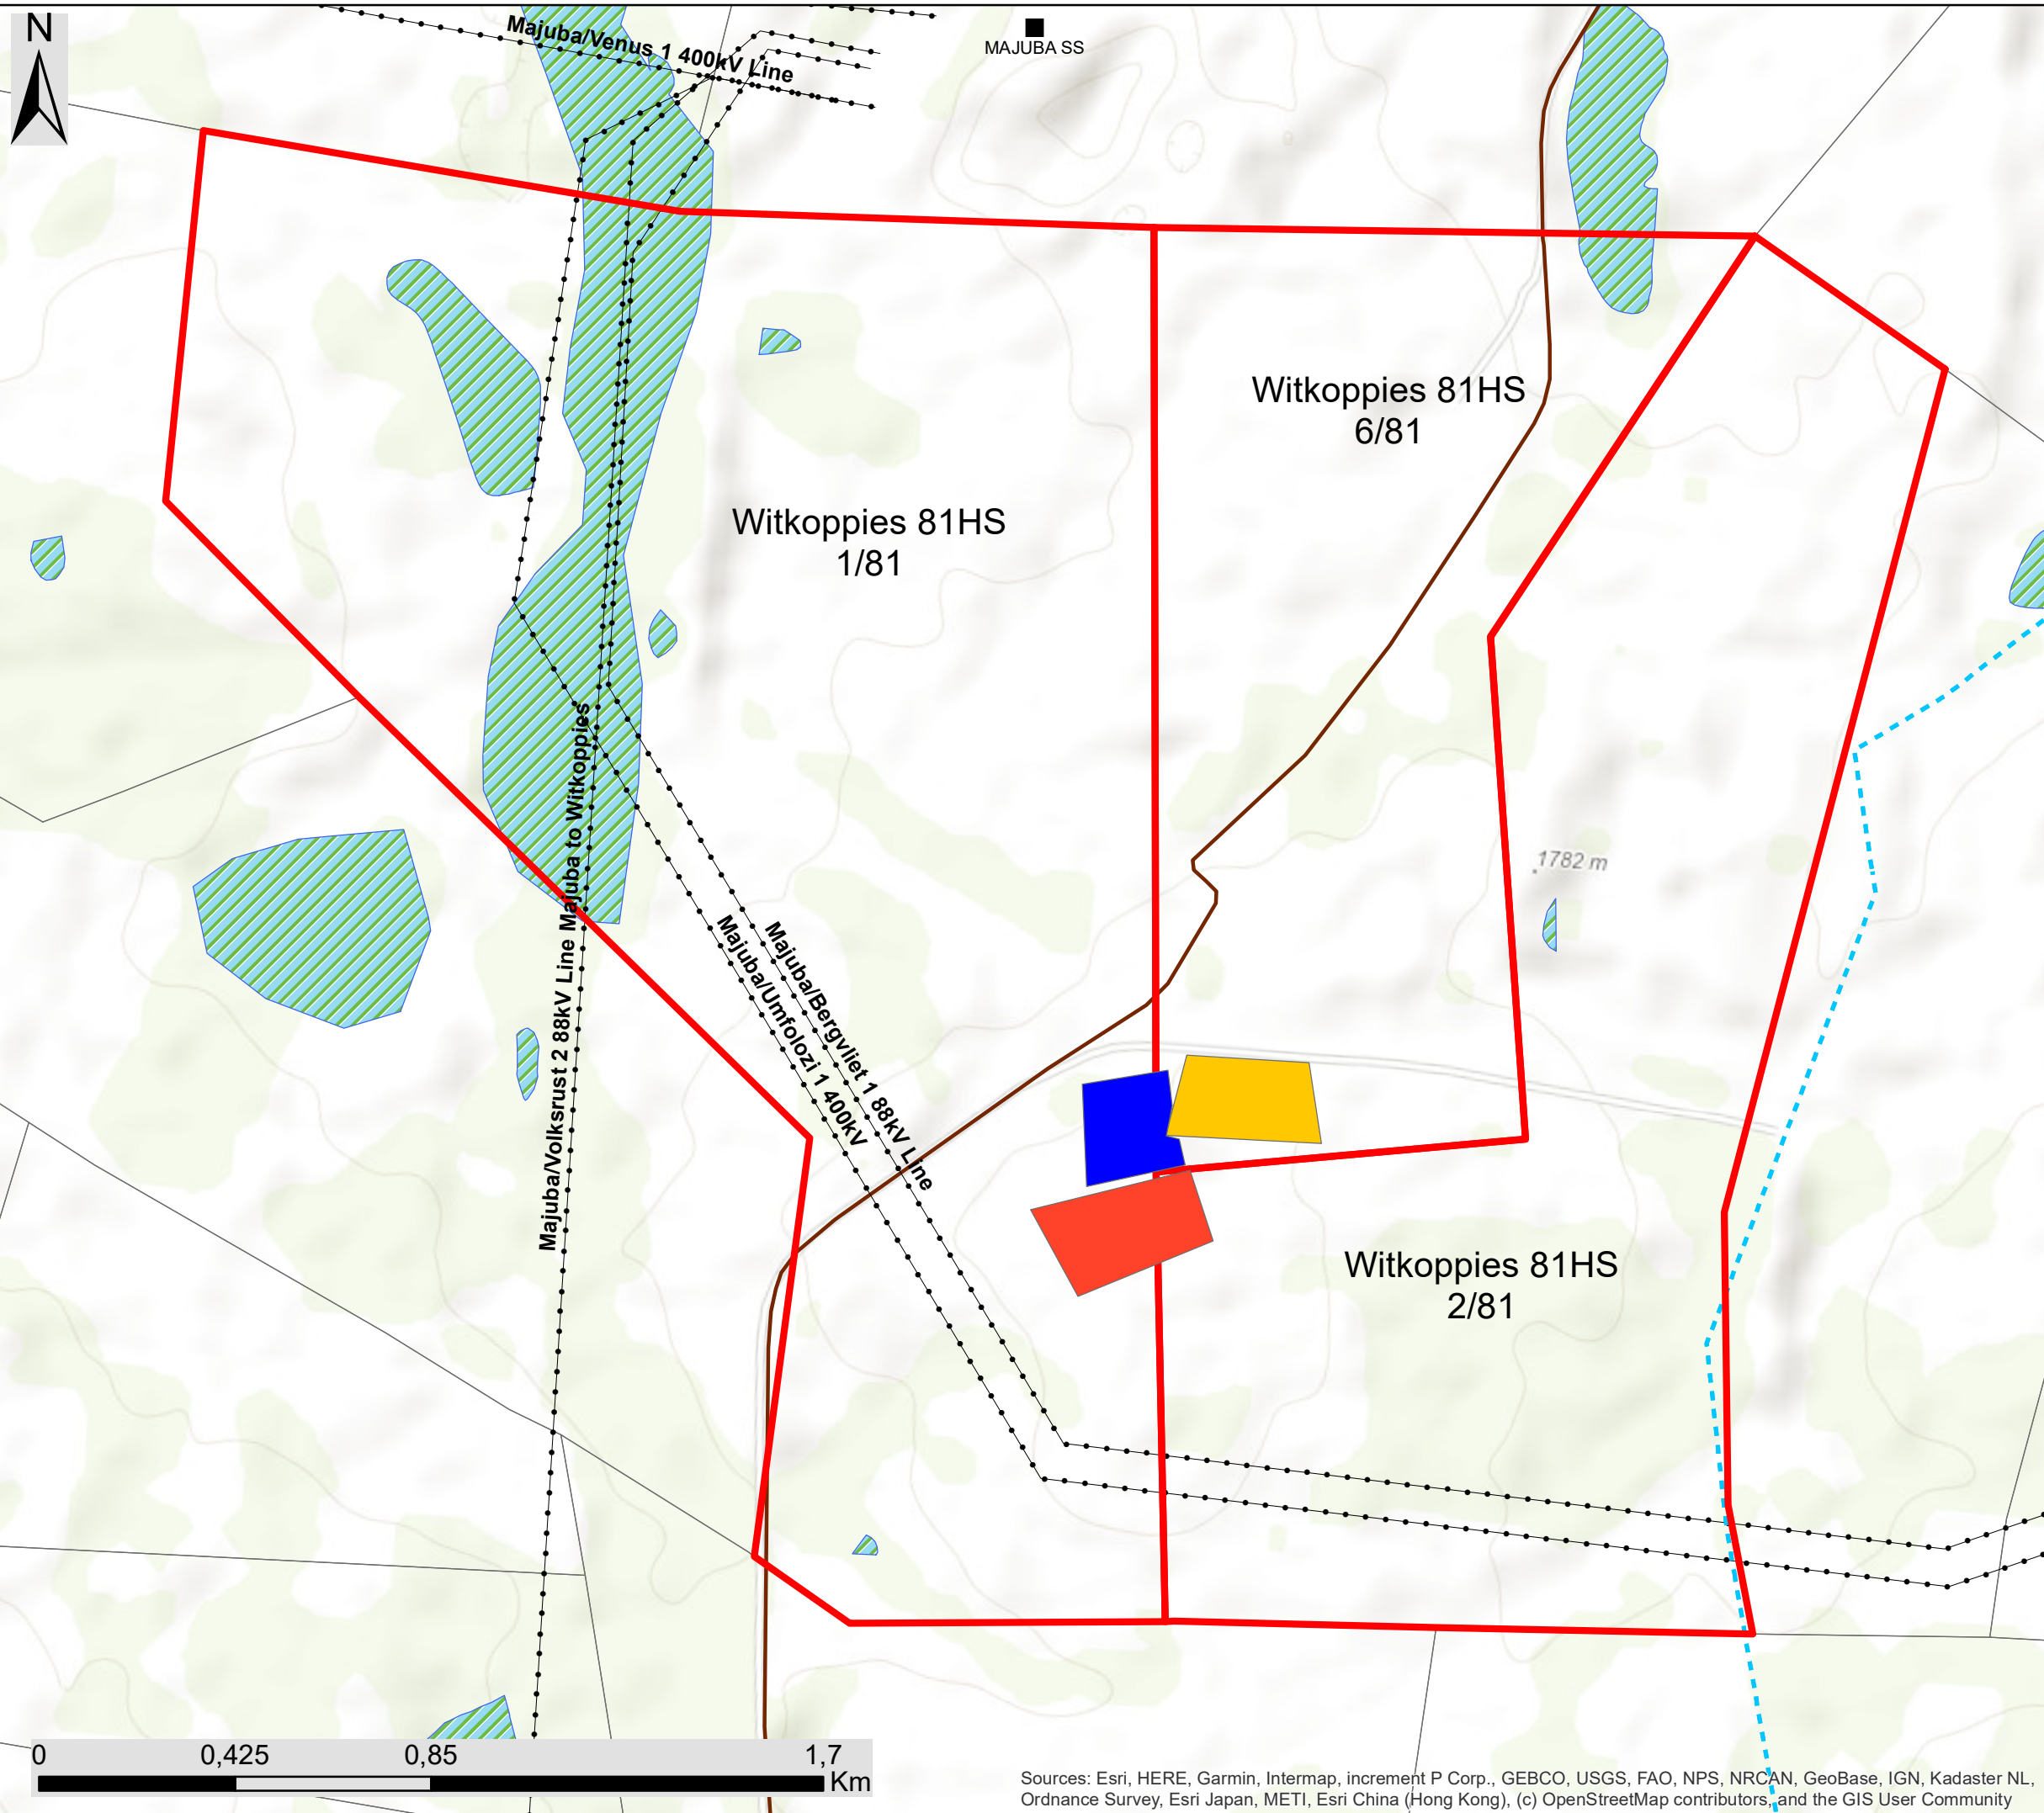 N
Majuba/Venus 1 400kV Line
MAJUBA SS
Witkoppies 81HS
6/81
Witkoppies 81HS
1/81
Majuba/Volksrust 2 88kV Line Majuba to Witkoppies
1782 m
Majuba/Umfolozi 1 400kV
Majuba/Bergvliet 1 88kV Line
Witkoppies 81HS
2/81
0 0,425 0,85 1,7
Km
Sources: Esri, HERE, Garmin, Intermap, increment P Corp., GEBCO, USGS, FAO, NPS, NRCAN, GeoBase, IGN, Kadaster NL,
Ordnance Survey, Esri Japan, METI, Esri China (Hong Kong), (c) OpenStreetMap contributors, and the GIS User Community